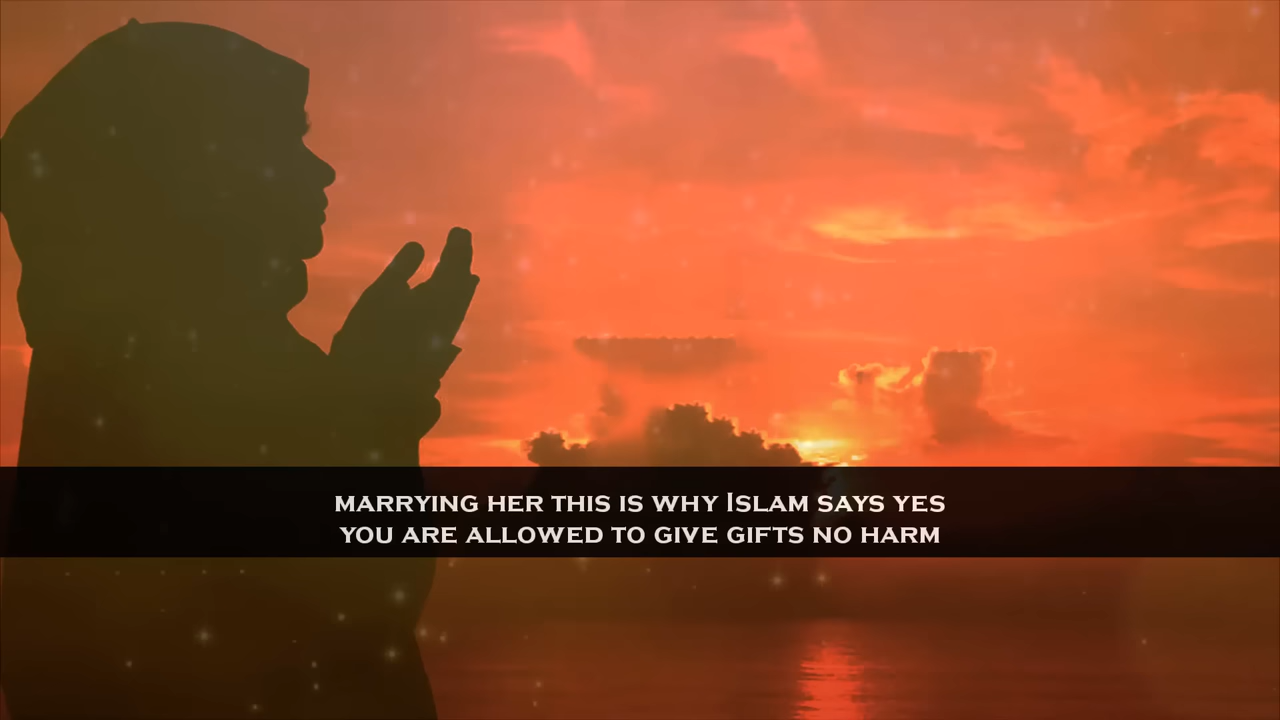 marrying her this is why Islam says yes
you are allowed to give gifts no harm